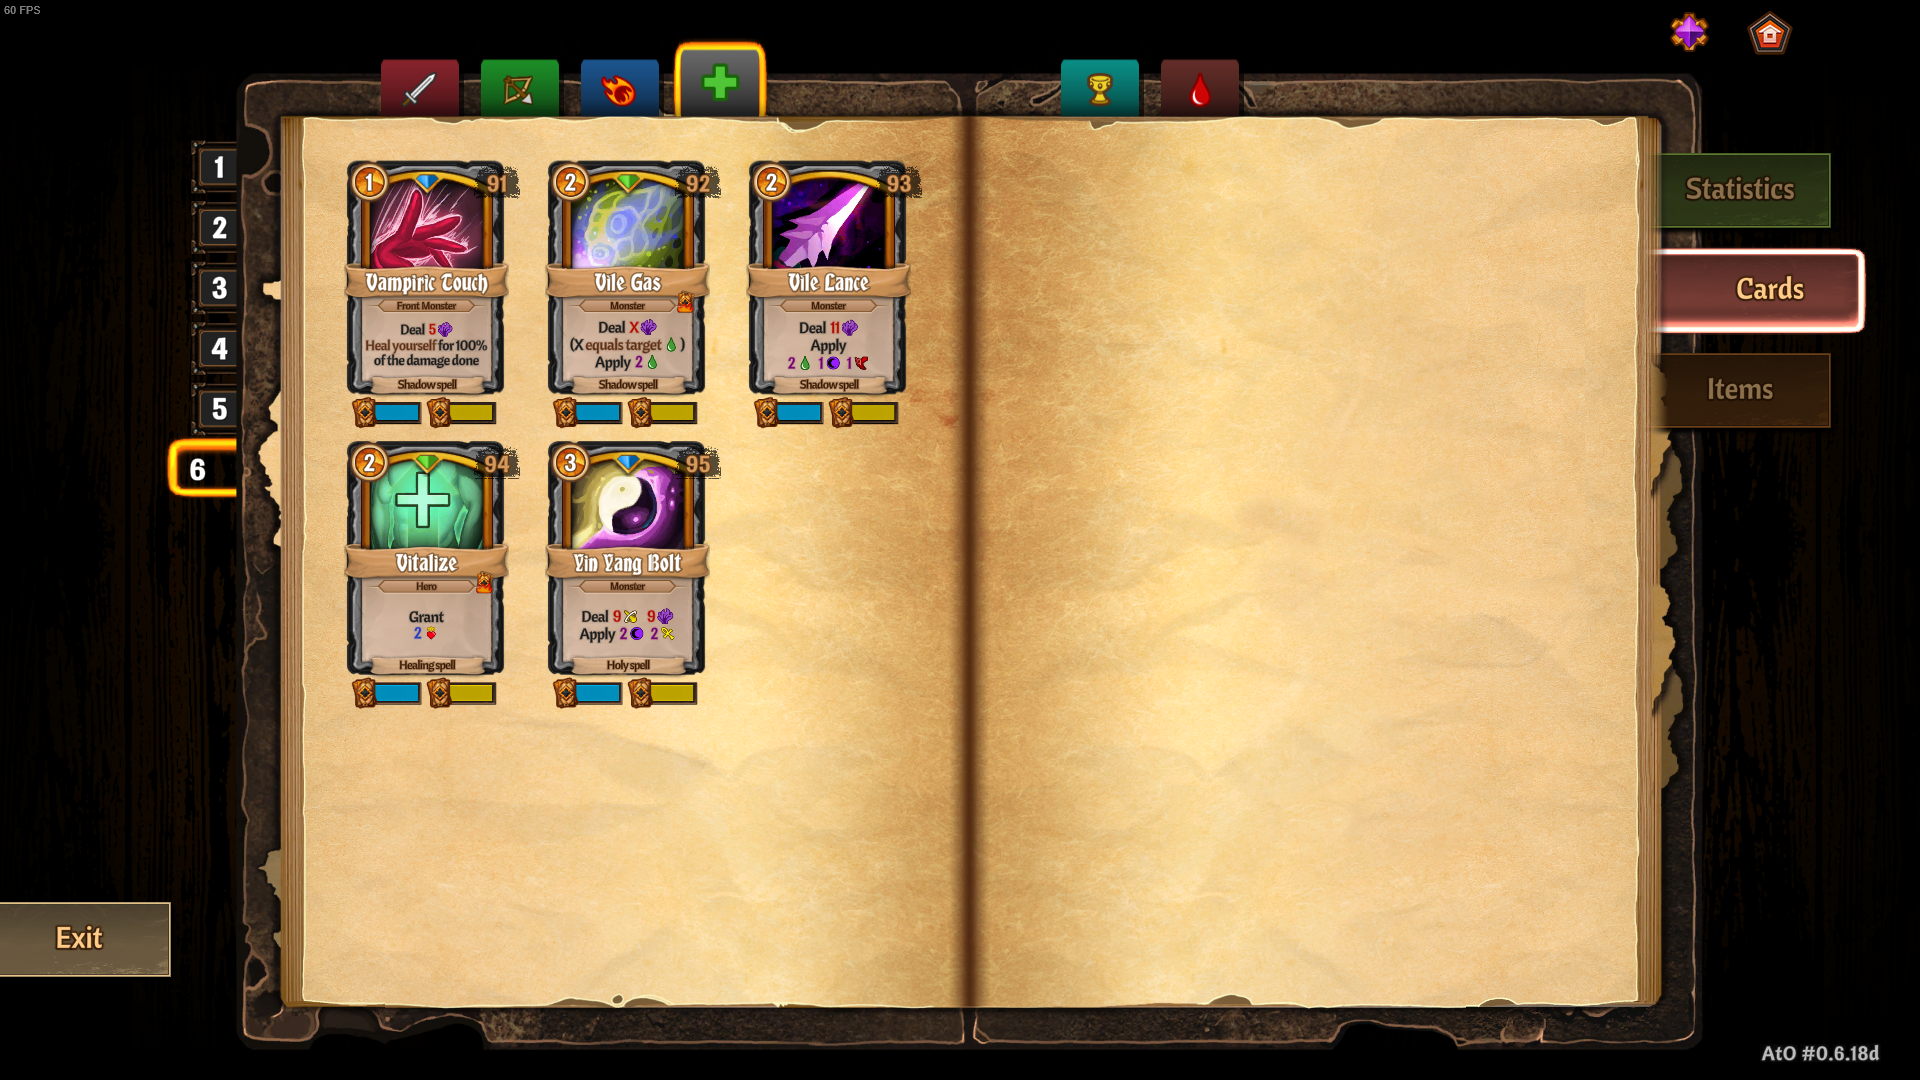 60 FPS
1
2
3
4
5
6
Statistics
Cards
Items
1
91
Vampiric Touch
Front Monster
Deal 5
Heal yourself for 100%
of the damage done
Shadow spell
2
92
Vile Gas
Monster
Deal X
(X equals target )
Apply 2
Shadow spell
2
93
Vile Lance
Monster
Deal 11
Apply
2 1 1
Shadow spell
2
94
Vitalize
Hero
Grant
2
Healing spell
3
95
Yin Yang Bolt
Monster
Deal 9 9
Apply 2 2
Holy spell
Exit
AtO #0.6.18d